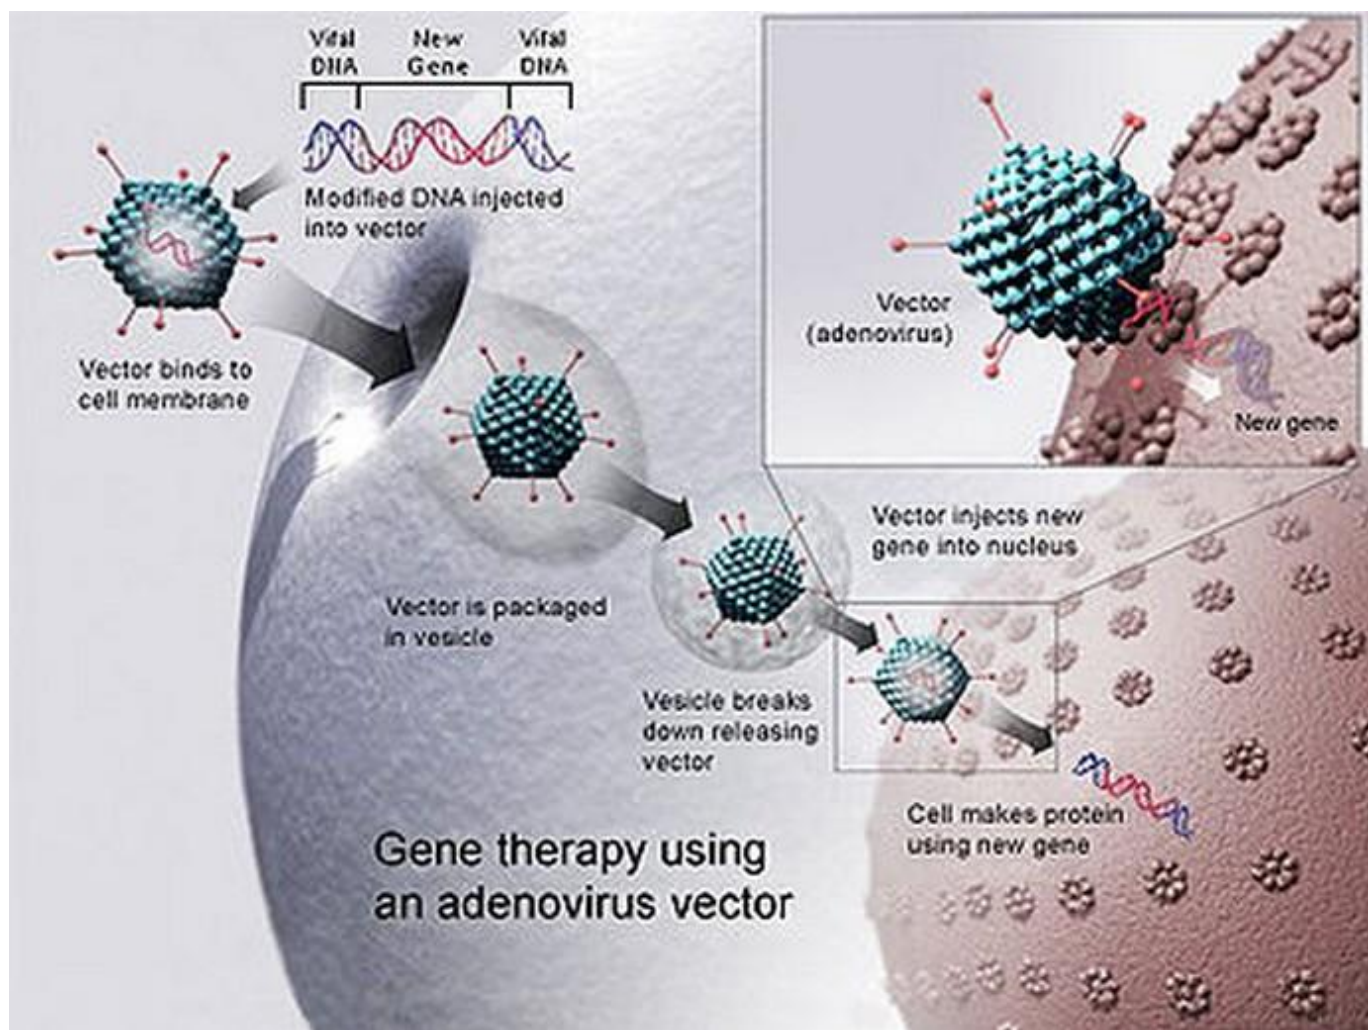 Viral DNA
New Gene
Viral DNA
Modified DNA injected
into vector
Vector binds to
cell membrane
Vector
(adenovirus)
New gene
Vector injects new
gene into nucleus
Vector is packaged
in vesicle
Vesicle breaks
down releasing
vector
Cell makes protein
using new gene
Gene therapy using
an adenovirus vector